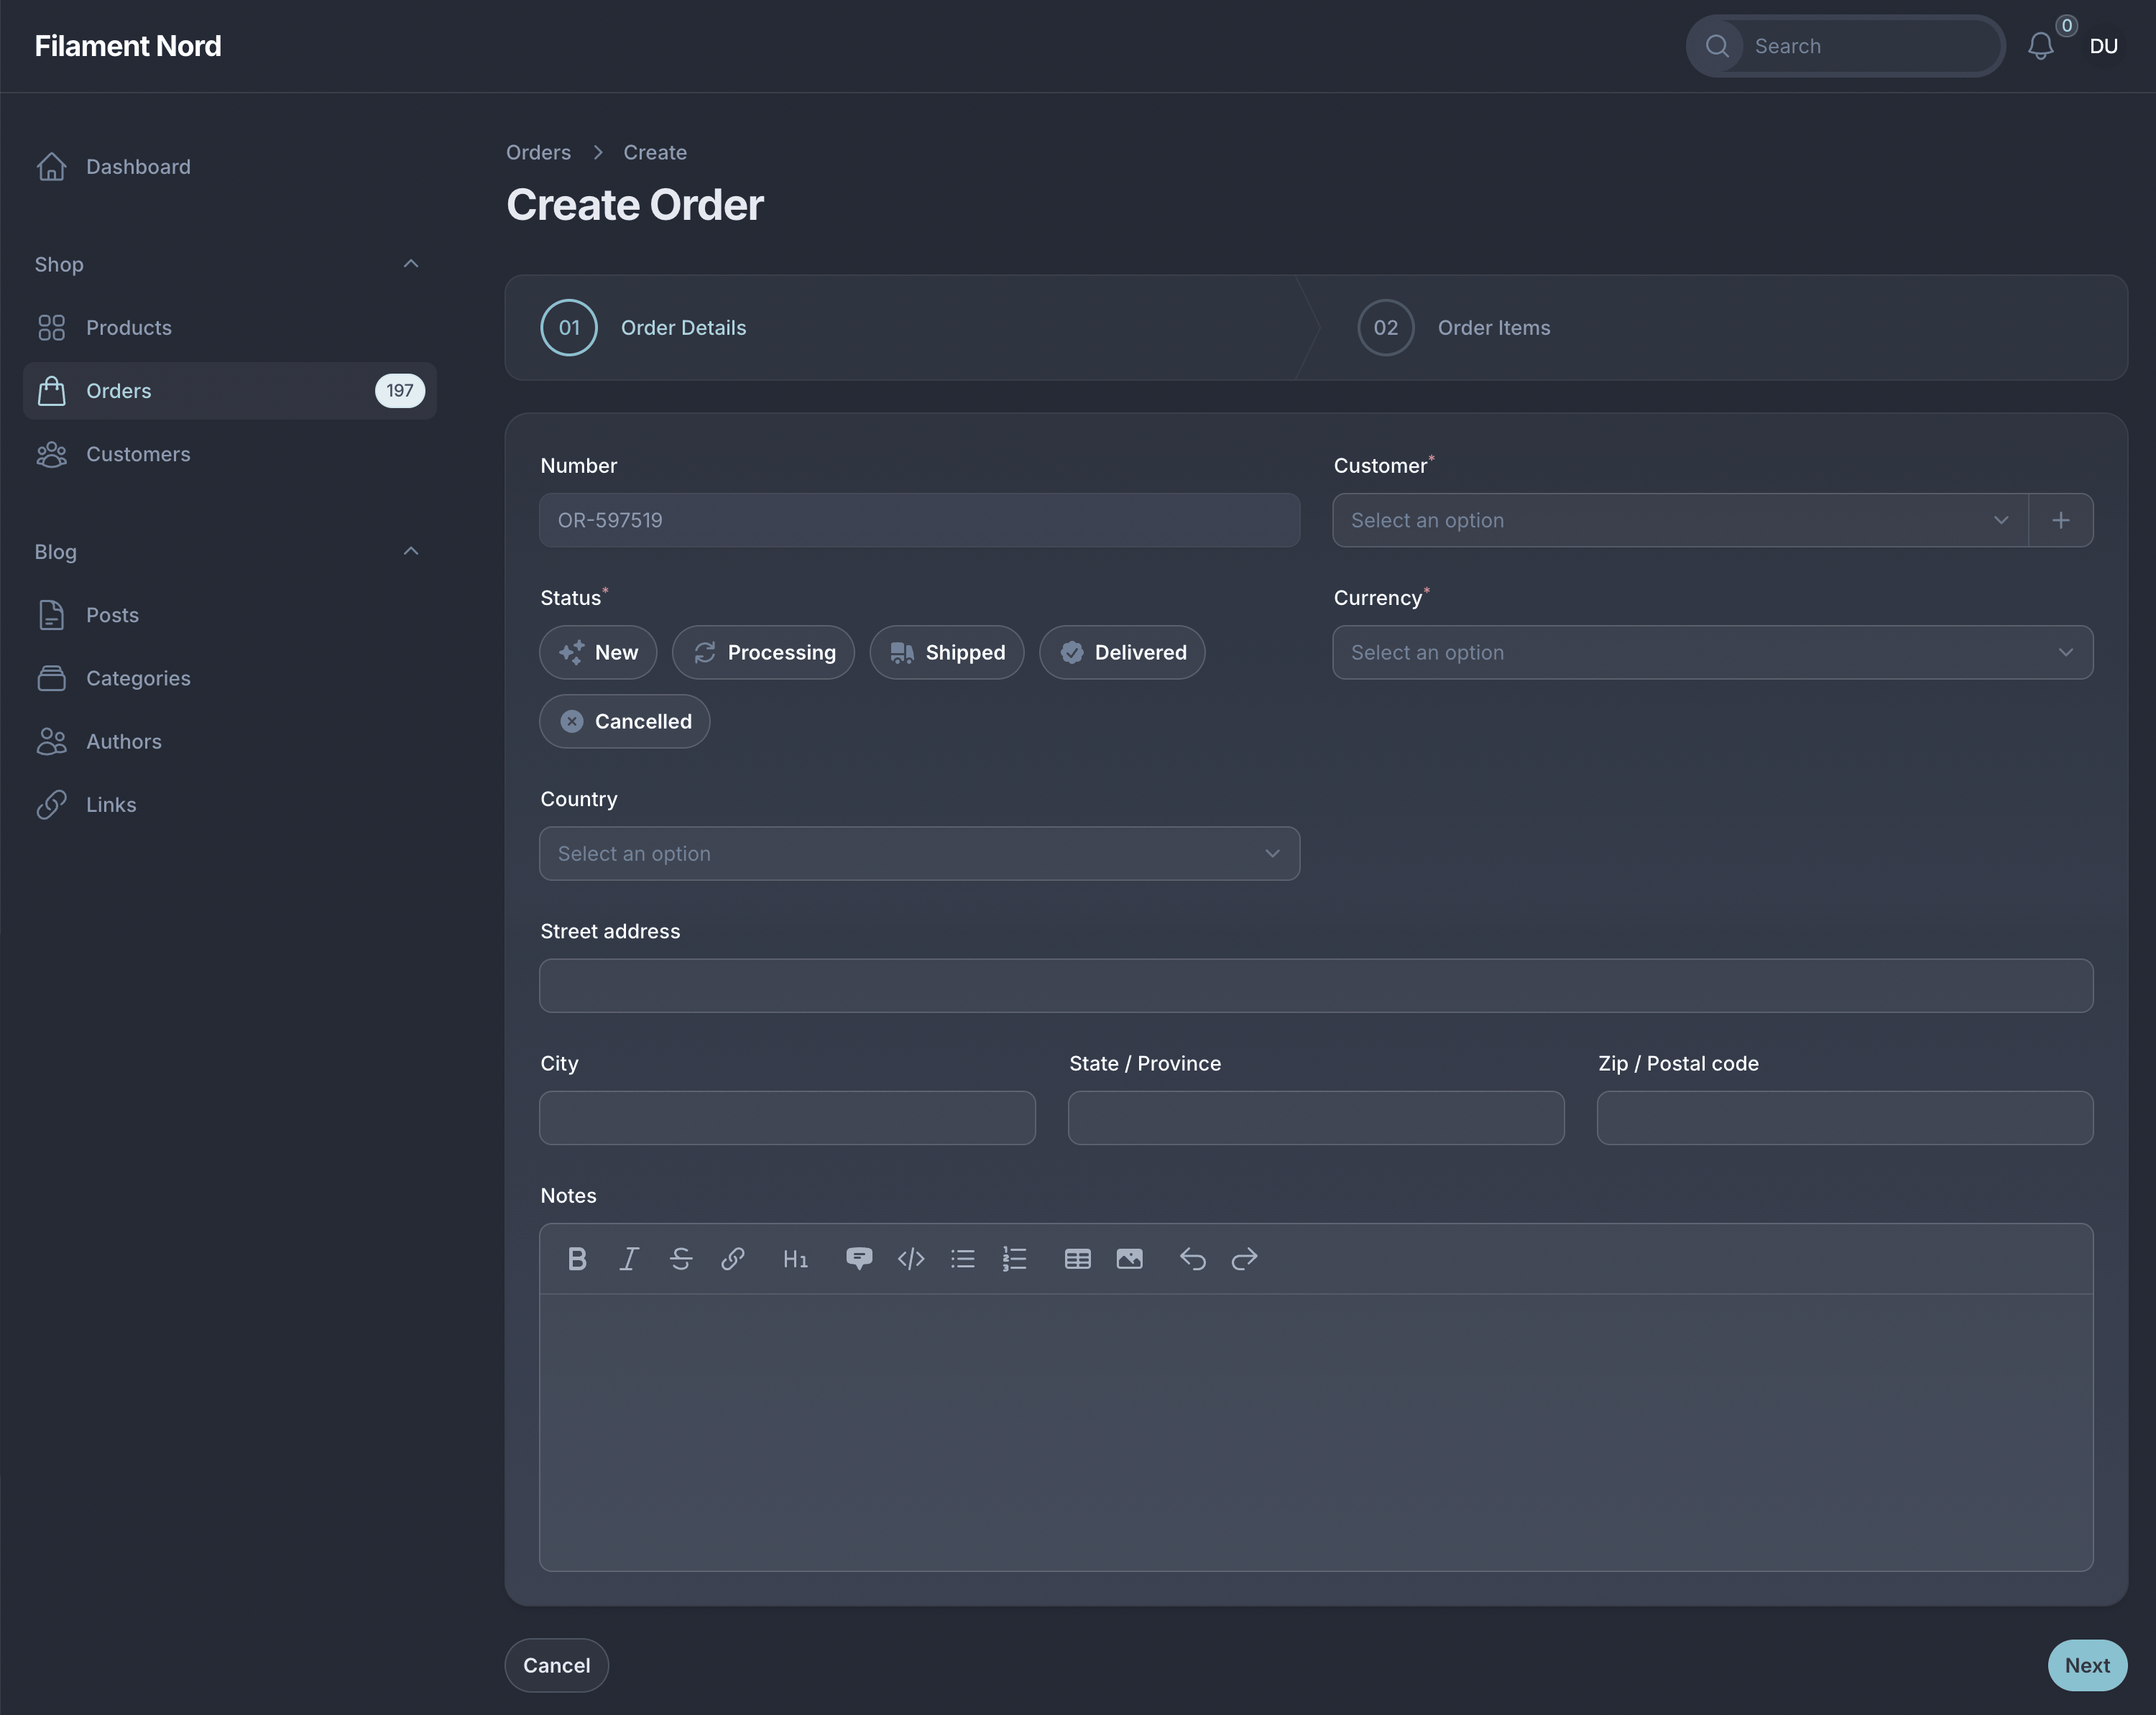 Filament Nord
Search
0
DU
Dashboard
Shop
Products
Orders
197
Customers
Blog
Posts
Categories
Authors
Links
Orders > Create
Create Order
01 Order Details
02 Order Items
Number
OR-597519
Customer*
Select an option
Status*
New
Processing
Shipped
Delivered
Cancelled
Currency*
Select an option
Country
Select an option
Street address
City
State / Province
Zip / Postal code
Notes
B I S H1
Cancel
Next